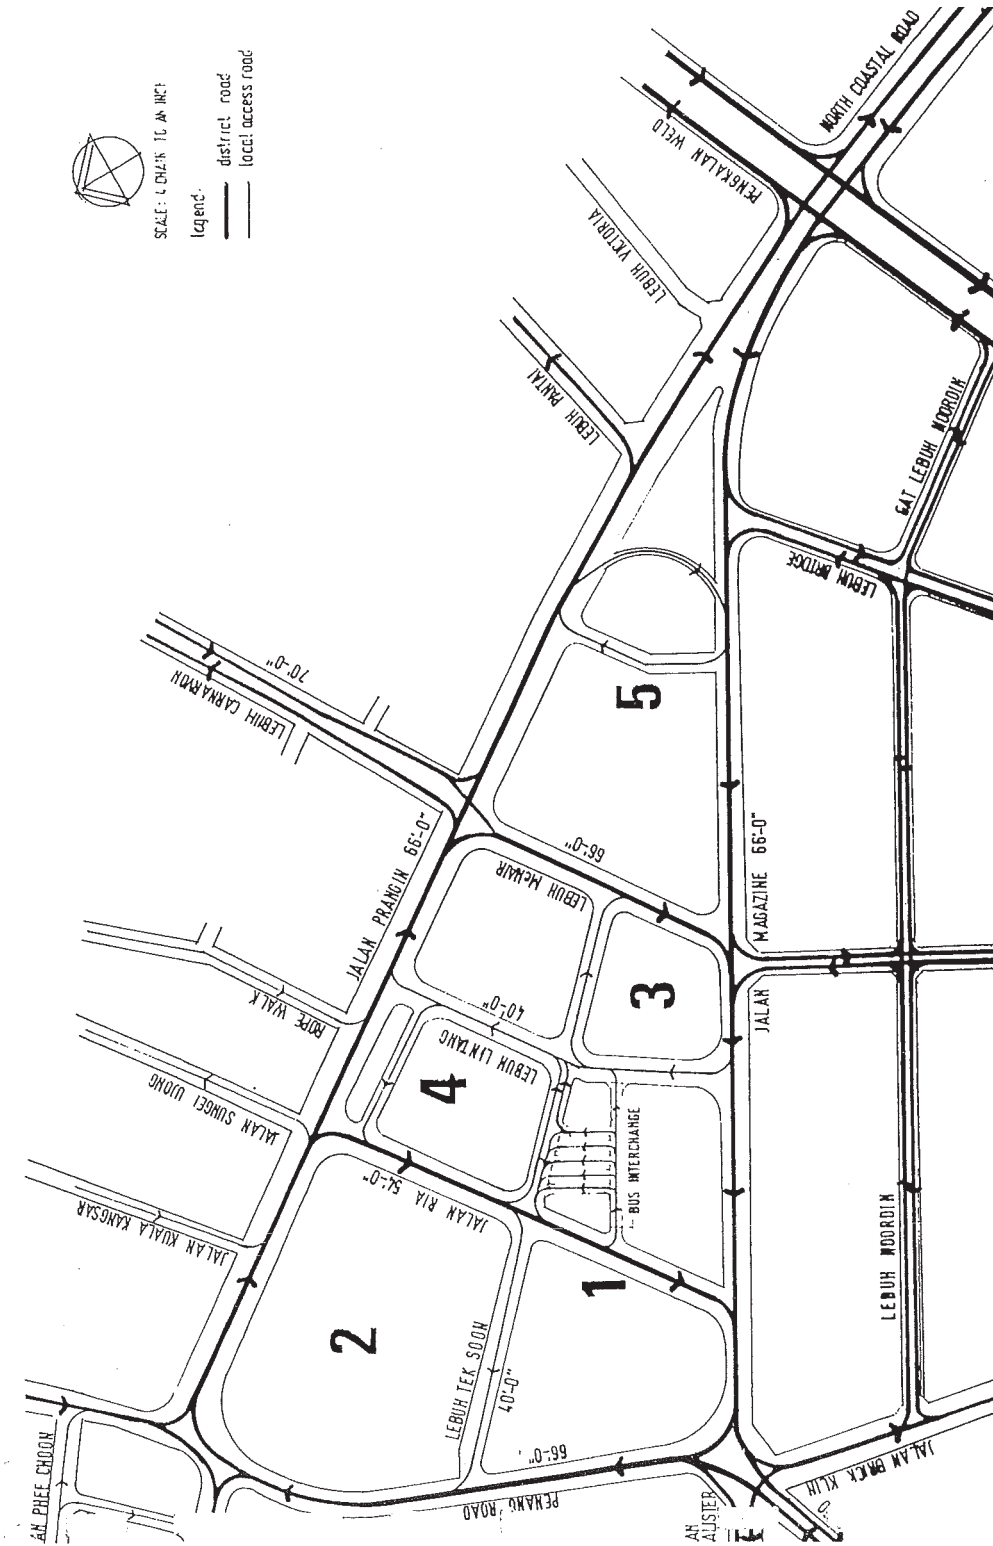 SCALE: 4 CHAIN TO AN INCH
legend:
district road
local access road
NORTH COASTAL ROAD
PENGKALAN WELD
LEBUH VICTORIA
LEBUH PANTAI
GAT LEBUH NOORDIN
LEBUH BRIDGE
LEBUH CARNARVON
70'-0"
5
66'-0"
JALAN PRANGIN 66'-0"
LEBUH McNAIR
JALAN MAGAZINE 66'-0"
ROPE WALK
3
40'-0"
LEBUH LINTANG
4
JALAN SUNGEI UJONG
BUS INTERCHANGE
JALAN RIA 54'-0"
JALAN KUALA KANGSAR
1
2
LEBUH TEK SOON
40'-0"
LEBUH NOORDIN
66'-0"
PENANG ROAD
JALAN BRICK KLIN
AN PHEE CHOON
AN
ALISTER